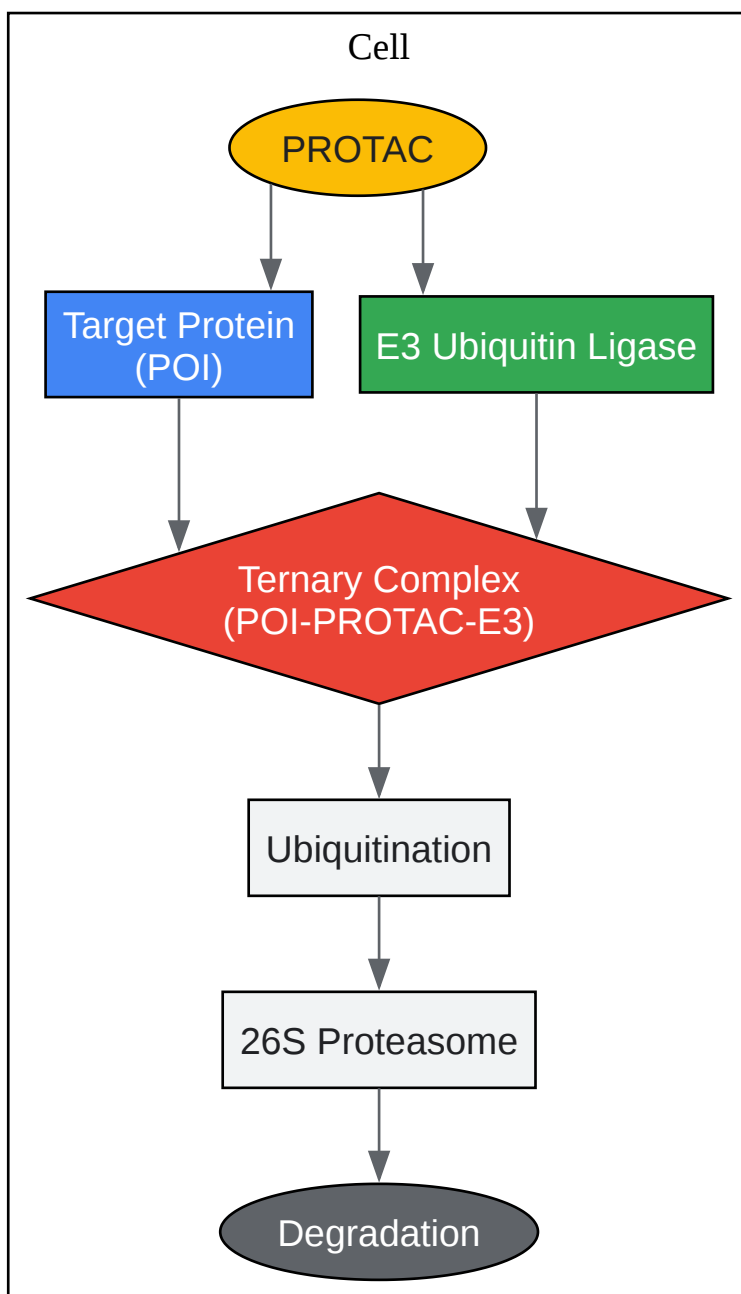 Cell
PROTAC
Target Protein
(POI)
E3 Ubiquitin Ligase
Ternary Complex
(POI-PROTAC-E3)
Ubiquitination
26S Proteasome
Degradation